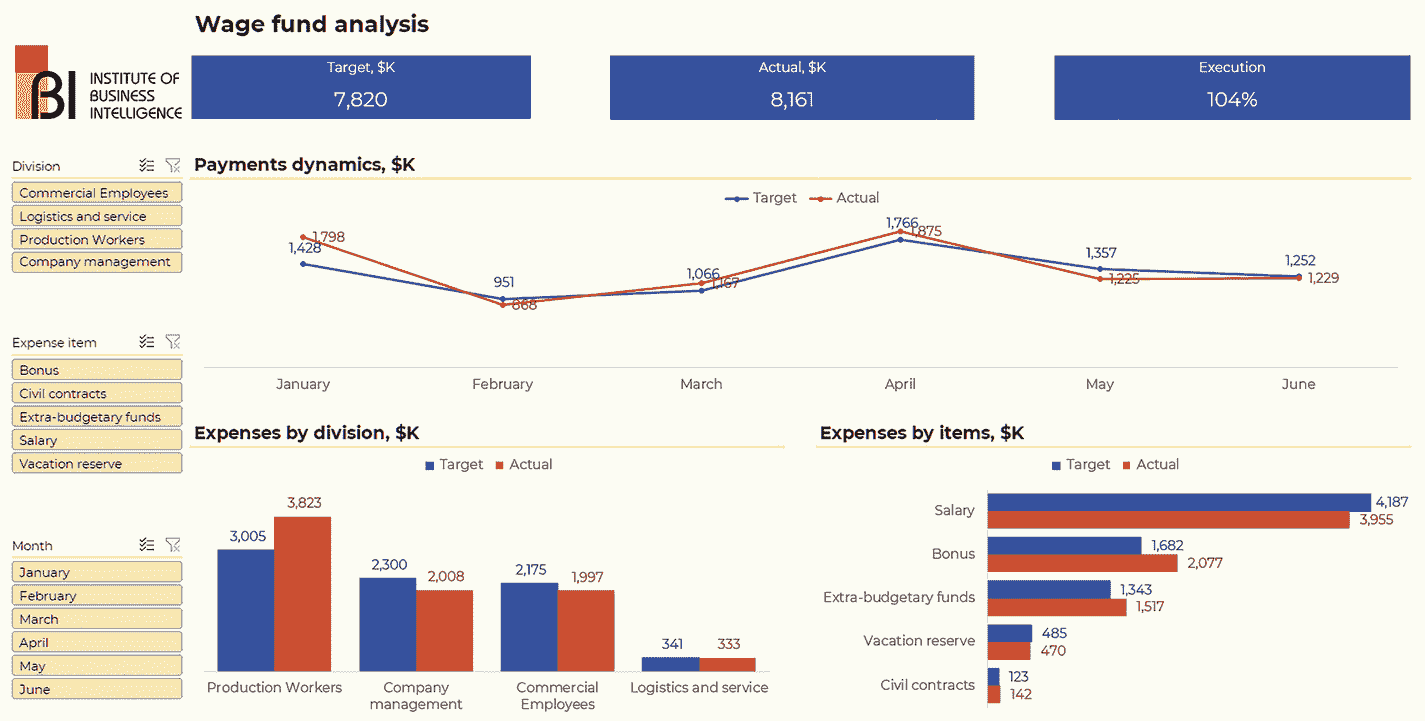 Wage fund analysis
BI
INSTITUTE OF
BUSINESS
INTELLIGENCE
Target, $K
7,820
Actual, $K
8,161
Execution
104%
Division
Commercial Employees
Logistics and service
Production Workers
Company management
Expense item
Bonus
Civil contracts
Extra-budgetary funds
Salary
Vacation reserve
Month
January
February
March
April
May
June
Payments dynamics, $K
Target
Actual
1,798
1,428
951
868
1,066
1,167
1,766
1,875
1,357
1,225
1,252
1,229
January
February
March
April
May
June
Expenses by division, $K
Target
Actual
3,005
3,823
2,300
2,008
2,175
1,997
341
333
Production Workers
Company
management
Commercial
Employees
Logistics and service
Expenses by items, $K
Target
Actual
Salary
4,187
3,955
Bonus
1,682
2,077
Extra-budgetary funds
1,343
1,517
Vacation reserve
485
470
Civil contracts
123
142